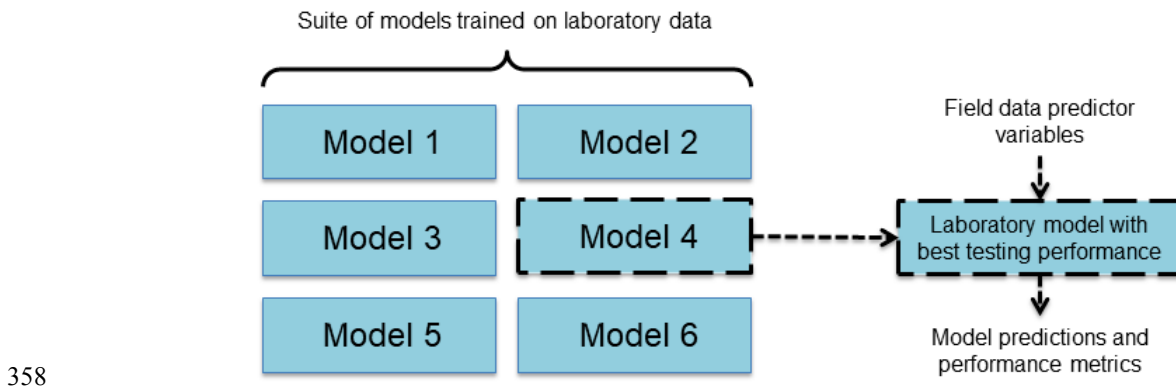 Suite of models trained on laboratory data
Model 1
Model 2
Model 3
Model 4
Model 5
Model 6
Field data predictor
variables
Laboratory model with
best testing performance
Model predictions and
performance metrics
358